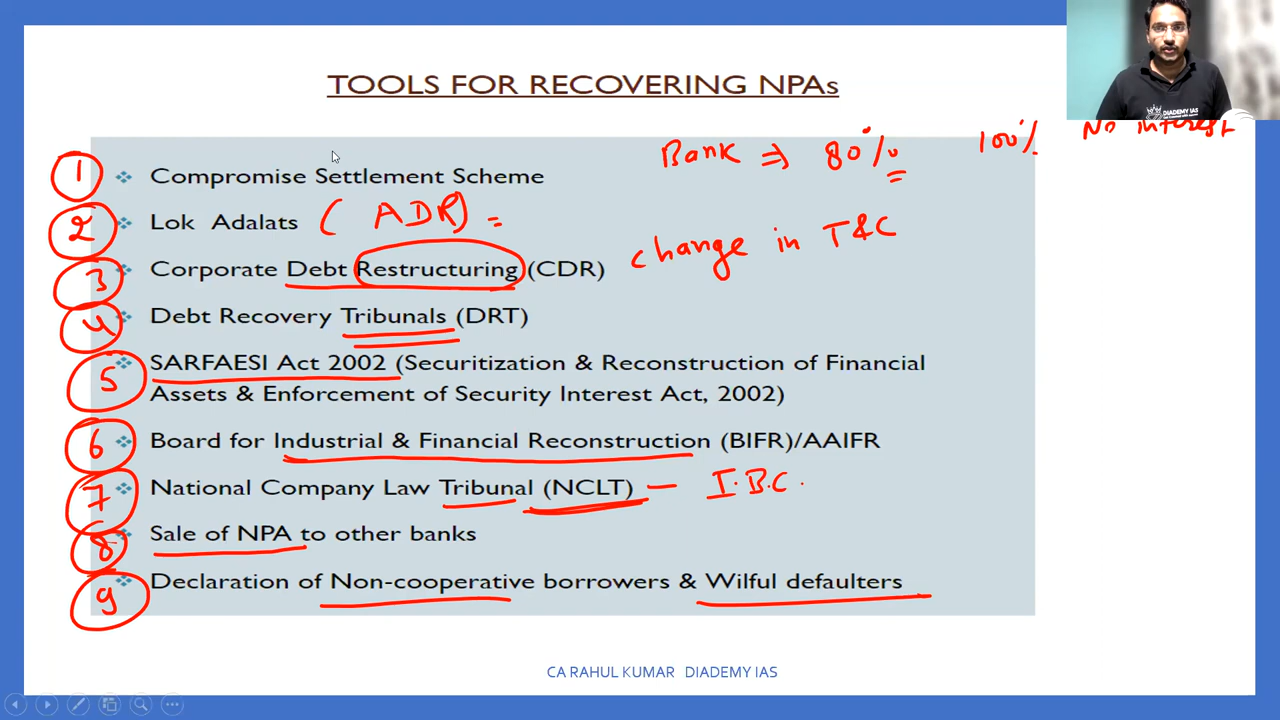 TOOLS FOR RECOVERING NPAs
DIADEMY IAS
Bank ⇒ 80% 100% No interest
1 Compromise Settlement Scheme
2 Lok Adalats (ADR) =
change in T&C
3 Corporate Debt Restructuring (CDR)
4 Debt Recovery Tribunals (DRT)
5 SARFAESI Act 2002 (Securitization & Reconstruction of Financial
Assets & Enforcement of Security Interest Act, 2002)
6 Board for Industrial & Financial Reconstruction (BIFR)/AAIFR
7 National Company Law Tribunal (NCLT) — I.B.C.
8 Sale of NPA to other banks
9 Declaration of Non-cooperative borrowers & Wilful defaulters
CA RAHUL KUMAR DIADEMY IAS